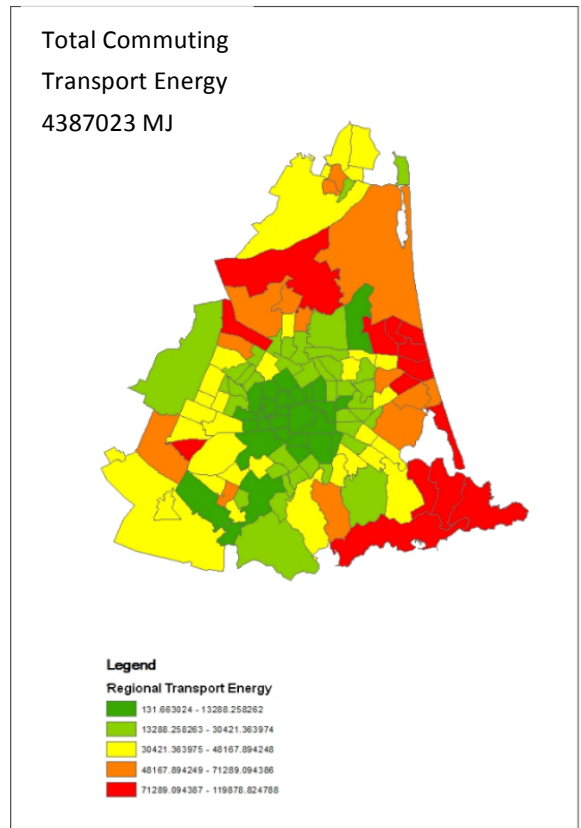 Total Commuting
Transport Energy
4387023 MJ
Legend
Regional Transport Energy
131.663024 - 13288.258262
13288.258263 - 30421.363974
30421.363975 - 48167.894248
48167.894249 - 71289.094386
71289.094387 - 119878.824788